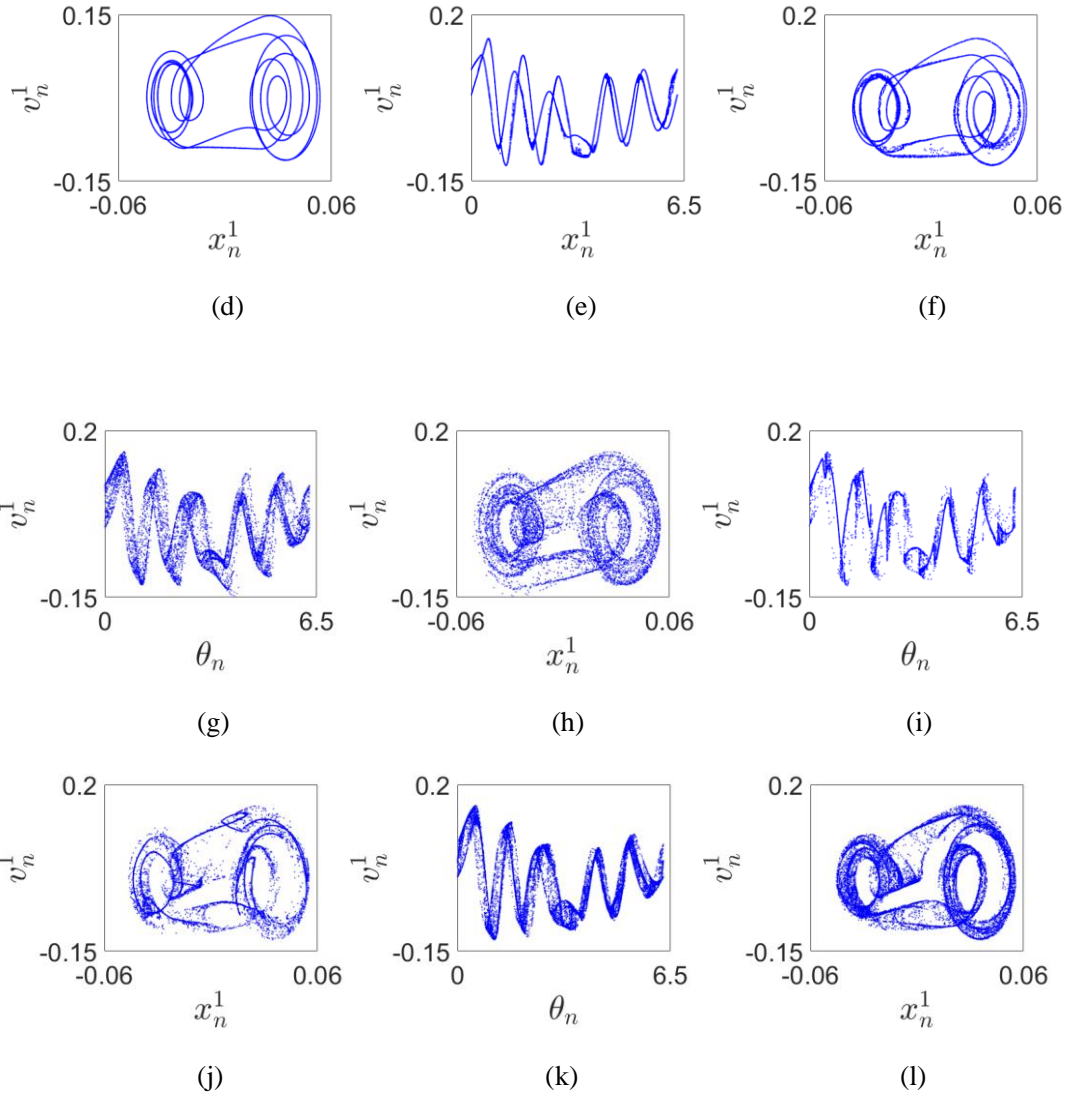 0.15 0.2 0.2
v_n^1 v_n^1 v_n^1
-0.15 -0.15 -0.15
-0.06 0.06 0 6.5 -0.06 0.06
x_n^1 x_n^1 x_n^1
(d) (e) (f)
0.2 0.2 0.2
v_n^1 v_n^1 v_n^1
-0.15 -0.15 -0.15
0 6.5 -0.06 0.06 0 6.5
θ_n x_n^1 θ_n
(g) (h) (i)
0.2 0.2 0.2
v_n^1 v_n^1 v_n^1
-0.15 -0.15 -0.15
-0.06 0.06 0 6.5 -0.06 0.06
x_n^1 θ_n x_n^1
(j) (k) (l)